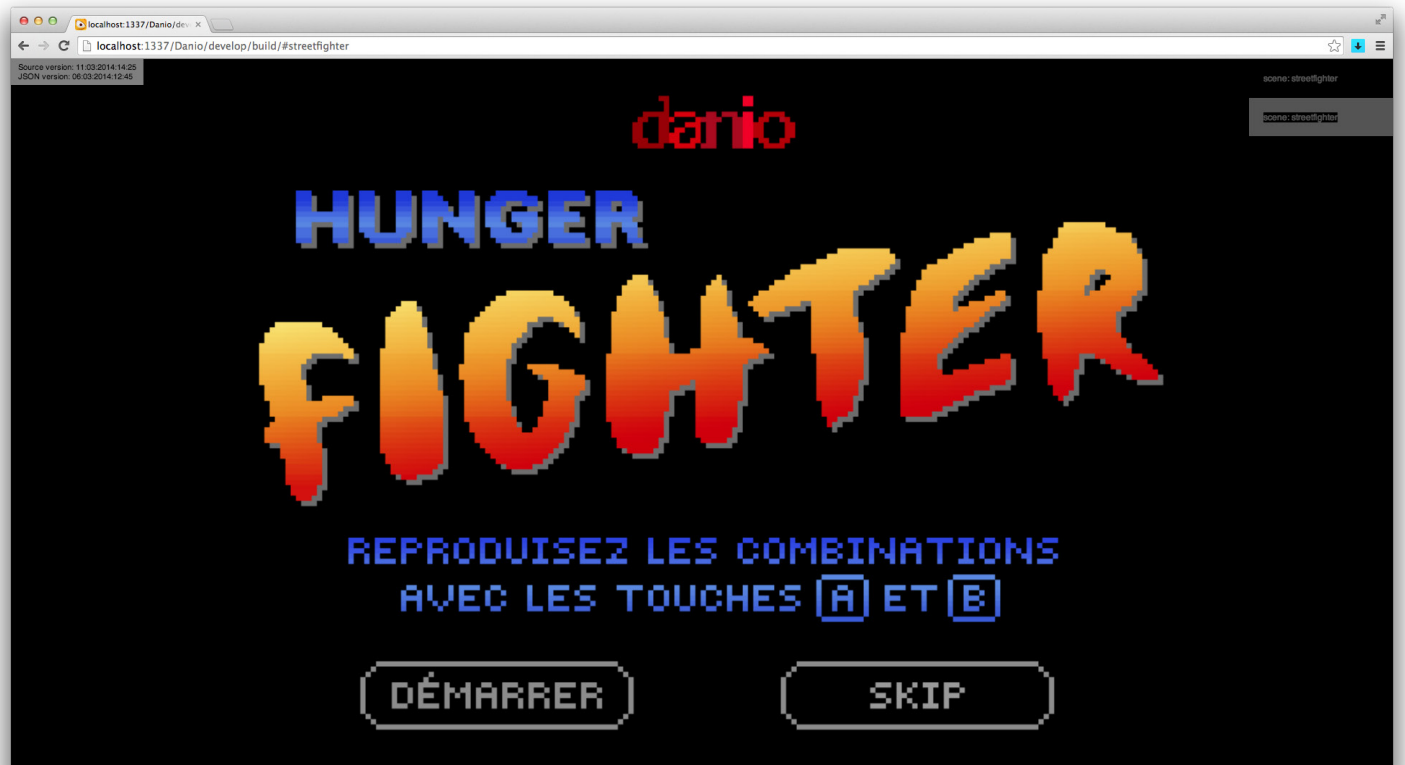 localhost:1337/Danio/dev
localhost:1337/Danio/develop/build/#streetfighter
Source version: 11:03:2014:14:25
JSON version: 06:03:2014:12:45
scene: streetfighter
scene: streetfighter
danio
HUNGER
FIGHTER
REPRODUISEZ LES COMBINATIONS
AVEC LES TOUCHES A ET B
DÉMARRER SKIP